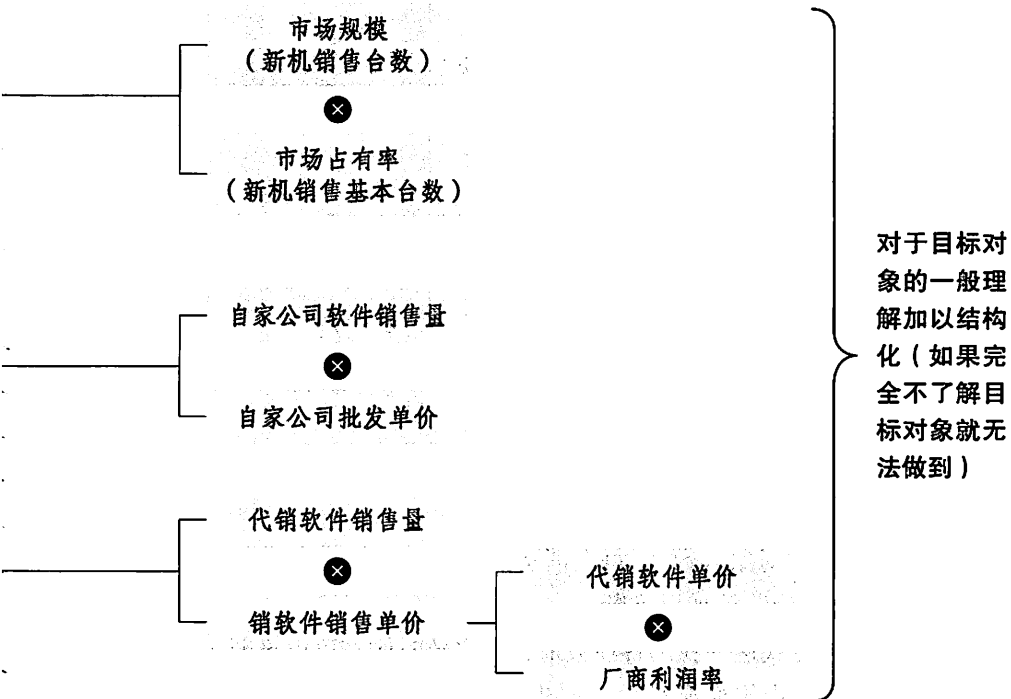 市场规模
（新机销售台数）
×
市场占有率
（新机销售基本台数）
自家公司软件销售量
×
自家公司批发单价
代销软件销售量
×
销软件销售单价
代销软件单价
×
厂商利润率
对于目标对
象的一般理
解加以结构
化（如果完
全不了解目
标对象就无
法做到）